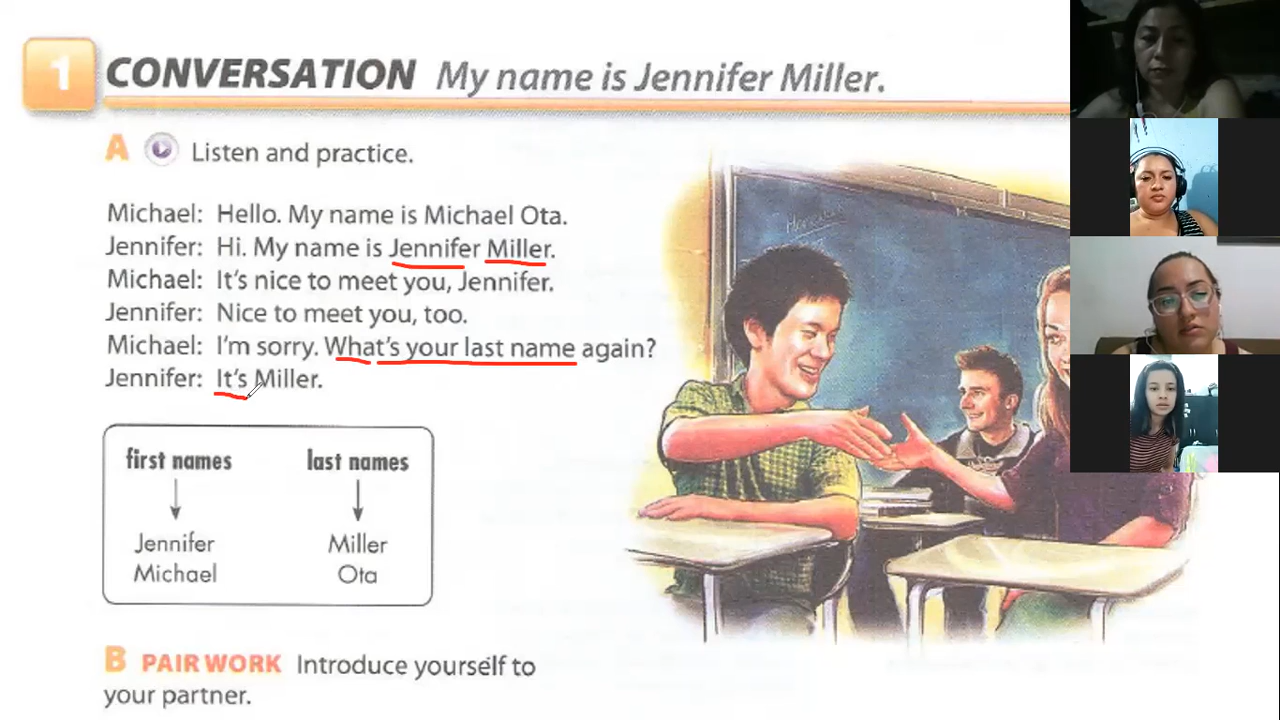 1 CONVERSATION My name is Jennifer Miller.
A Listen and practice.
Michael: Hello. My name is Michael Ota.
Jennifer: Hi. My name is Jennifer Miller.
Michael: It's nice to meet you, Jennifer.
Jennifer: Nice to meet you, too.
Michael: I'm sorry. What's your last name again?
Jennifer: It's Miller.
first names last names
Jennifer Miller
Michael Ota
B PAIR WORK Introduce yourself to
your partner.